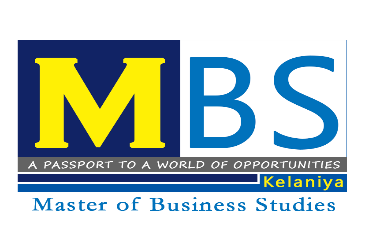 MBS
A PASSPORT TO A WORLD OF OPPORTUNITIES
Kelaniya
Master of Business Studies